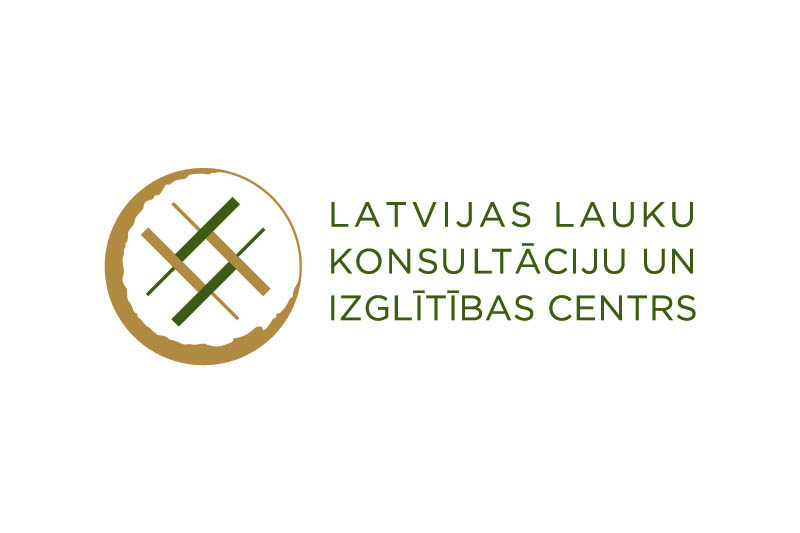 LATVIJAS LAUKU
KONSULTĀCIJU UN
IZGLĪTĪBAS CENTRS